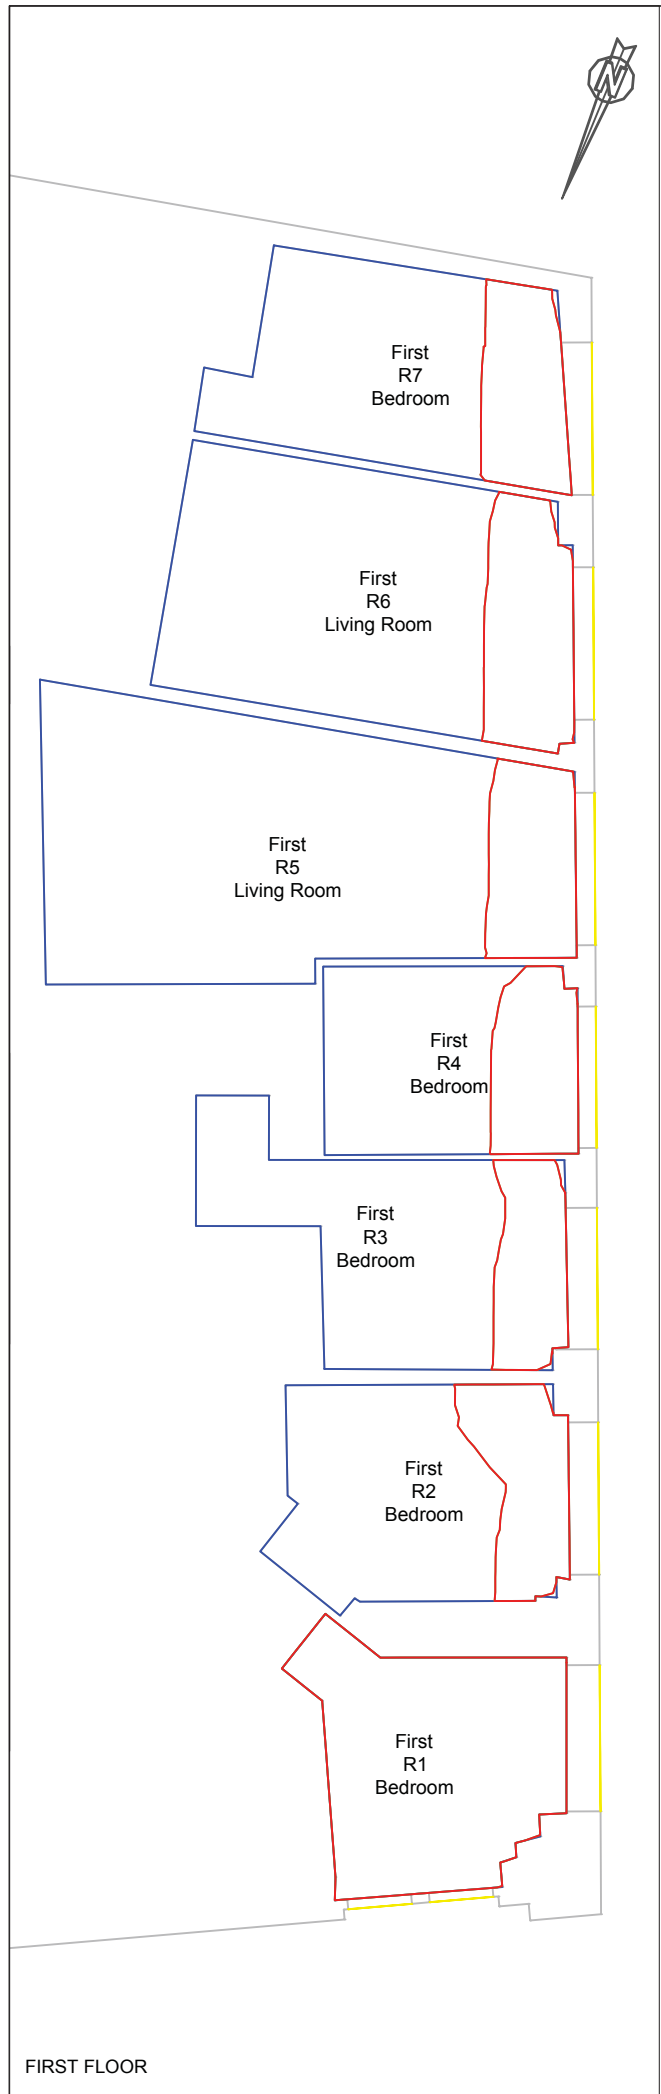 N
First
R7
Bedroom
First
R6
Living Room
First
R5
Living Room
First
R4
Bedroom
First
R3
Bedroom
First
R2
Bedroom
First
R1
Bedroom
FIRST FLOOR